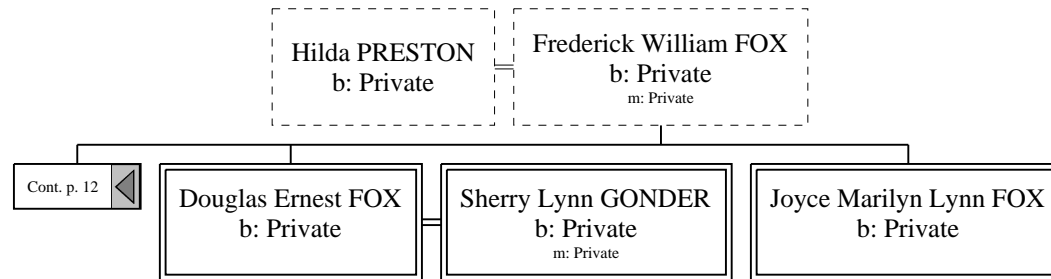 Hilda PRESTON
b: Private
Frederick William FOX
b: Private
m: Private
Cont. p. 12
Douglas Ernest FOX
b: Private
Sherry Lynn GONDER
b: Private
m: Private
Joyce Marilyn Lynn FOX
b: Private